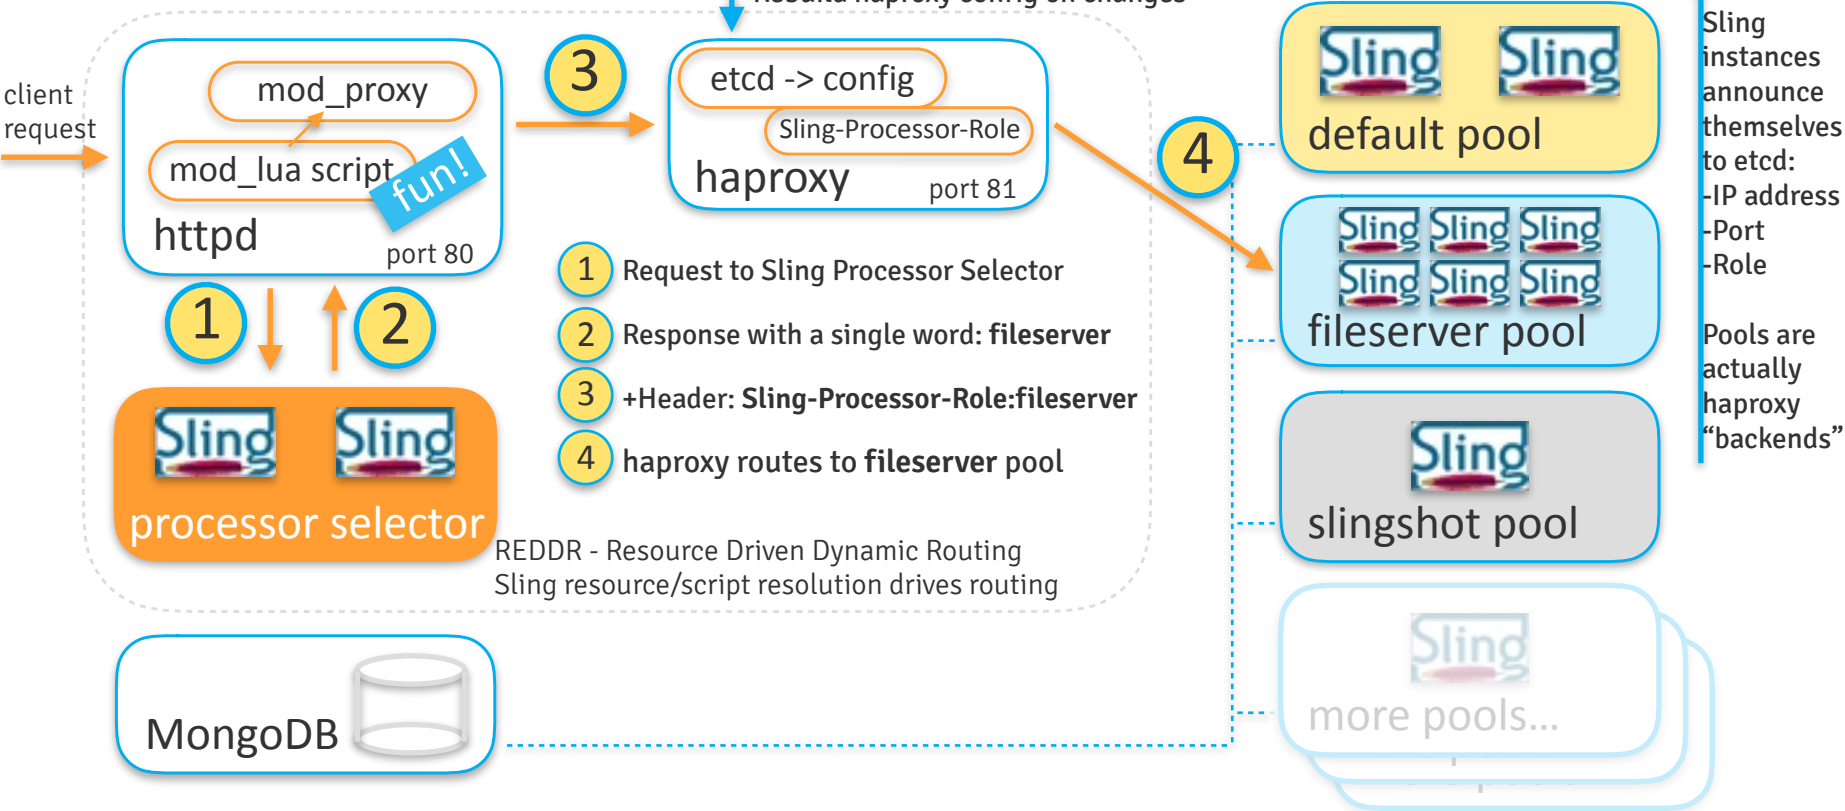 Rebuilds haproxy config on changes
client
request
mod_proxy
mod_lua script
fun!
httpd
port 80
3
etcd -> config
Sling-Processor-Role
haproxy
port 81
4
1
2
1 Request to Sling Processor Selector
2 Response with a single word: fileserver
3 +Header: Sling-Processor-Role:fileserver
4 haproxy routes to fileserver pool
Sling Sling
processor selector
REDDR - Resource Driven Dynamic Routing
Sling resource/script resolution drives routing
MongoDB
Sling Sling
default pool
Sling Sling Sling
Sling Sling Sling
fileserver pool
Sling
slingshot pool
Sling
more pools...
Sling
instances
announce
themselves
to etcd:
-IP address
-Port
-Role
Pools are
actually
haproxy
“backends”